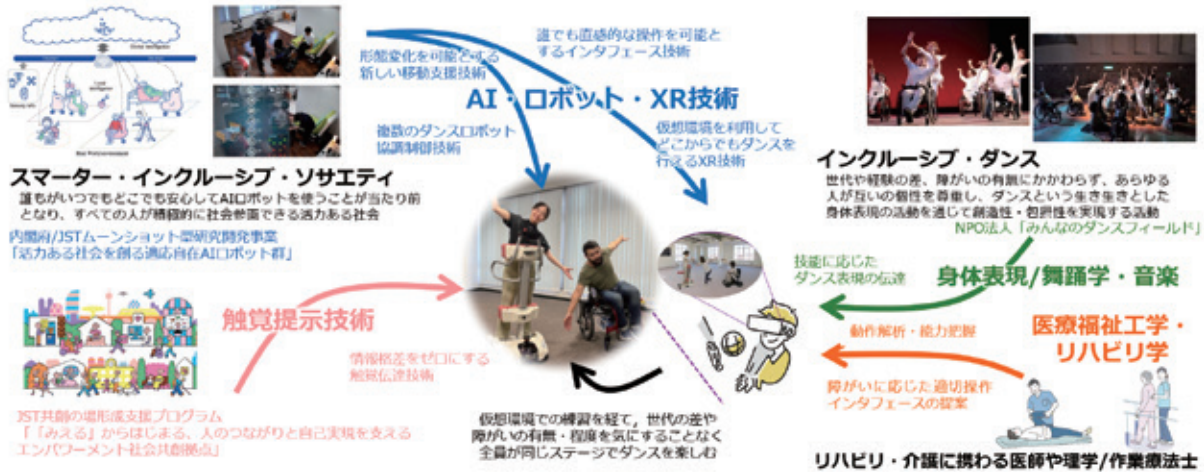 形態変化を可能とする
新しい移動支援技術
誰でも直感的な操作を可能と
するインタフェース技術
AI・ロボット・XR技術
複数のダンスロボット
協調制御技術
仮想環境を利用して
どこからでもダンスを
行えるXR技術
スマーター・インクルーシブ・ソサエティ
誰もがいつでもどこでも安心してAIロボットを使うことが当たり前
となり、すべての人が積極的に社会参画できる活力ある社会
内閣府/JSTムーンショット型研究開発事業
「活力ある社会を創る適応自在AIロボット群」
インクルーシブ・ダンス
世代や経験の差、障がいの有無にかかわらず、あらゆる
人が互いの個性を尊重し、ダンスという生き生きとした
身体表現の活動を通じて創造性・包摂性を実現する活動
NPO法人「みんなのダンスフィールド」
技能に応じた
ダンス表現の伝達
身体表現/舞踊学・音楽
触覚提示技術
情報格差をゼロにする
触覚伝達技術
動作解析・能力把握
医療福祉工学・
リハビリ学
障がいに応じた適切操作
インタフェースの提案
JST共創の場形成支援プログラム
「「みえる」からはじまる、人のつながりと自己実現を支える
エンパワーメント社会共創拠点」
仮想環境での練習を経て，世代の差や
障がいの有無・程度を気にすることなく
全員が同じステージでダンスを楽しむ
リハビリ・介護に携わる医師や理学/作業療法士